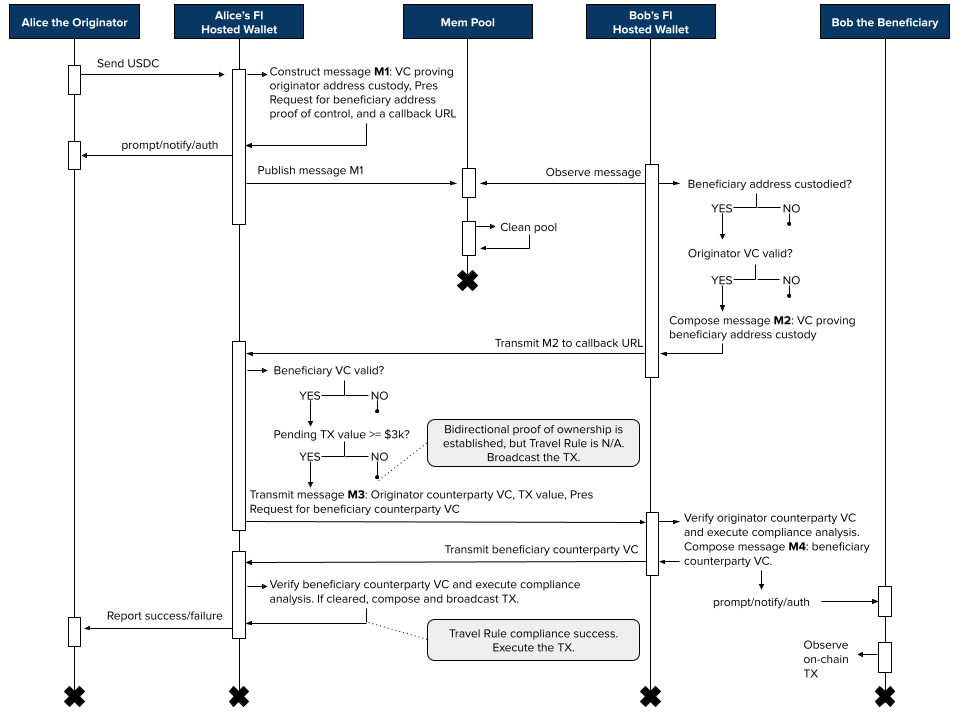 Alice the Originator
Alice's FI
Hosted Wallet
Mem Pool
Bob's FI
Hosted Wallet
Bob the Beneficiary
Send USDC
Construct message M1: VC proving
originator address custody, Pres
Request for beneficiary address
proof of control, and a callback URL
prompt/notify/auth
Publish message M1
Observe message
Beneficiary address custodied?
YES
NO
Clean pool
Originator VC valid?
YES
NO
Compose message M2: VC proving
beneficiary address custody
Transmit M2 to callback URL
Beneficiary VC valid?
YES
NO
Pending TX value >= $3k?
YES
NO
Bidirectional proof of ownership is
established, but Travel Rule is N/A.
Broadcast the TX.
Transmit message M3: Originator counterparty VC, TX value, Pres
Request for beneficiary counterparty VC
Verify originator counterparty VC
and execute compliance analysis.
Compose message M4: beneficiary
counterparty VC.
Transmit beneficiary counterparty VC
Verify beneficiary counterparty VC and execute compliance
analysis. If cleared, compose and broadcast TX.
prompt/notify/auth
Report success/failure
Travel Rule compliance success.
Execute the TX.
Observe
on-chain
TX